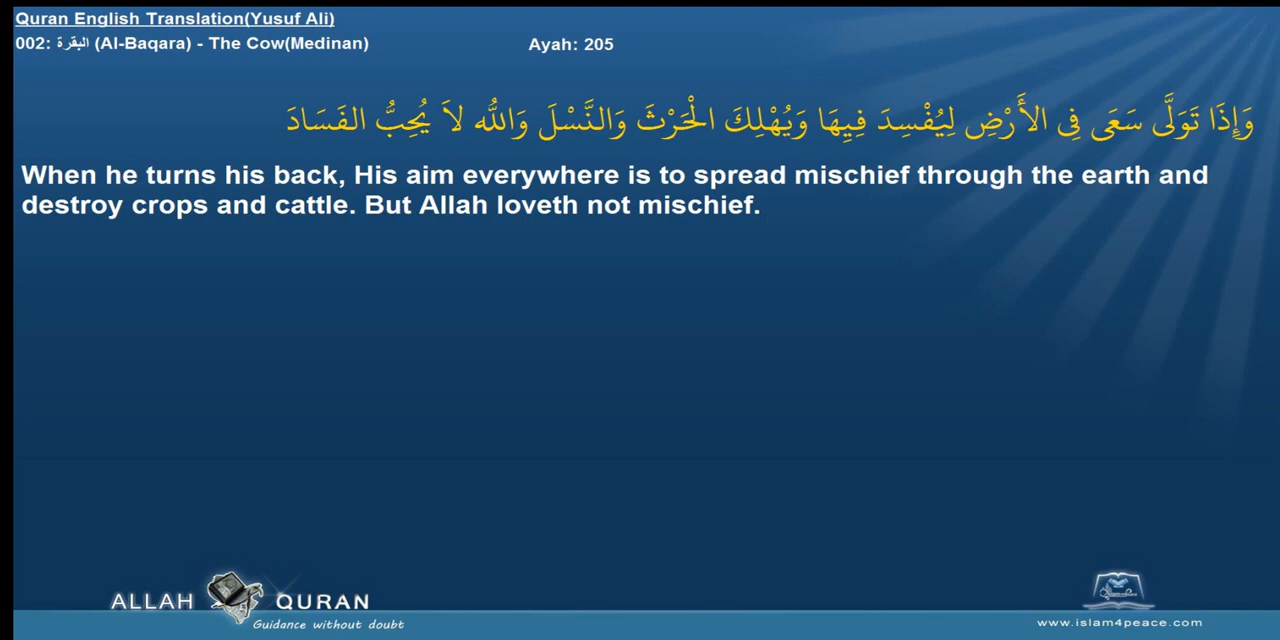 Quran English Translation(Yusuf Ali)
002: البقرة (Al-Baqara) - The Cow(Medinan) Ayah: 205
وَإِذَا تَوَلَّى سَعَى فِي الأَرْضِ لِيُفْسِدَ فِيِهَا وَيُهْلِكَ الْحَرْثَ وَالنَّسْلَ وَاللّهُ لاَ يُحِبُّ الفَسَادَ
When he turns his back, His aim everywhere is to spread mischief through the earth and
destroy crops and cattle. But Allah loveth not mischief.
ALLAH QURAN
Guidance without doubt
www.islam4peace.com